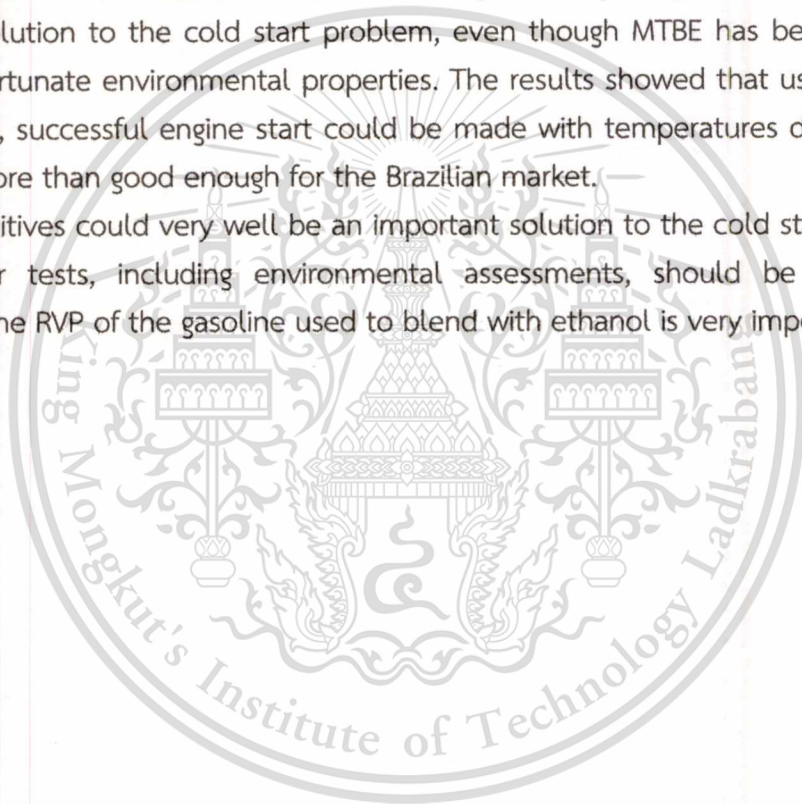 lution to the cold start problem, even though MTBE has be
rtunate environmental properties. The results showed that us
, successful engine start could be made with temperatures o
ore than good enough for the Brazilian market.
itives could very well be an important solution to the cold st
r tests, including environmental assessments, should be
he RVP of the gasoline used to blend with ethanol is very imp
King Mongkut's Institute of Technology Ladkrabang